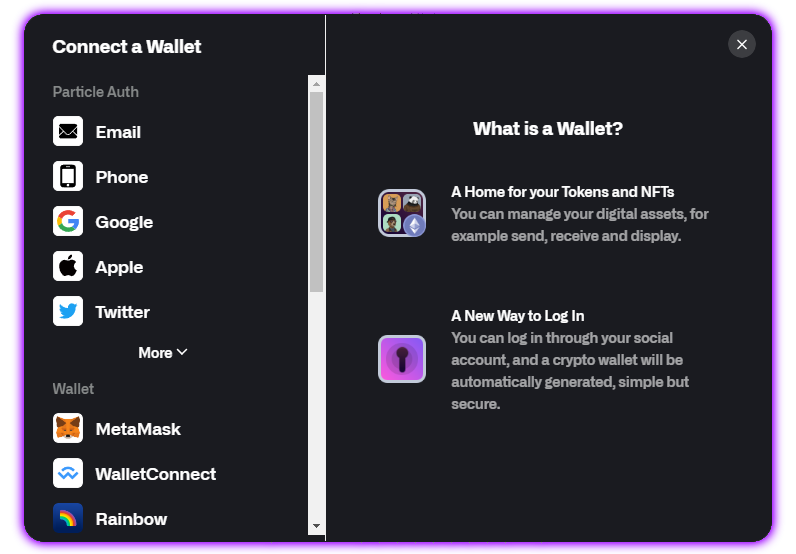 Connect a Wallet
Particle Auth
Email
Phone
Google
Apple
Twitter
More
Wallet
MetaMask
WalletConnect
Rainbow
What is a Wallet?
A Home for your Tokens and NFTs
You can manage your digital assets, for
example send, receive and display.
A New Way to Log In
You can log in through your social
account, and a crypto wallet will be
automatically generated, simple but
secure.